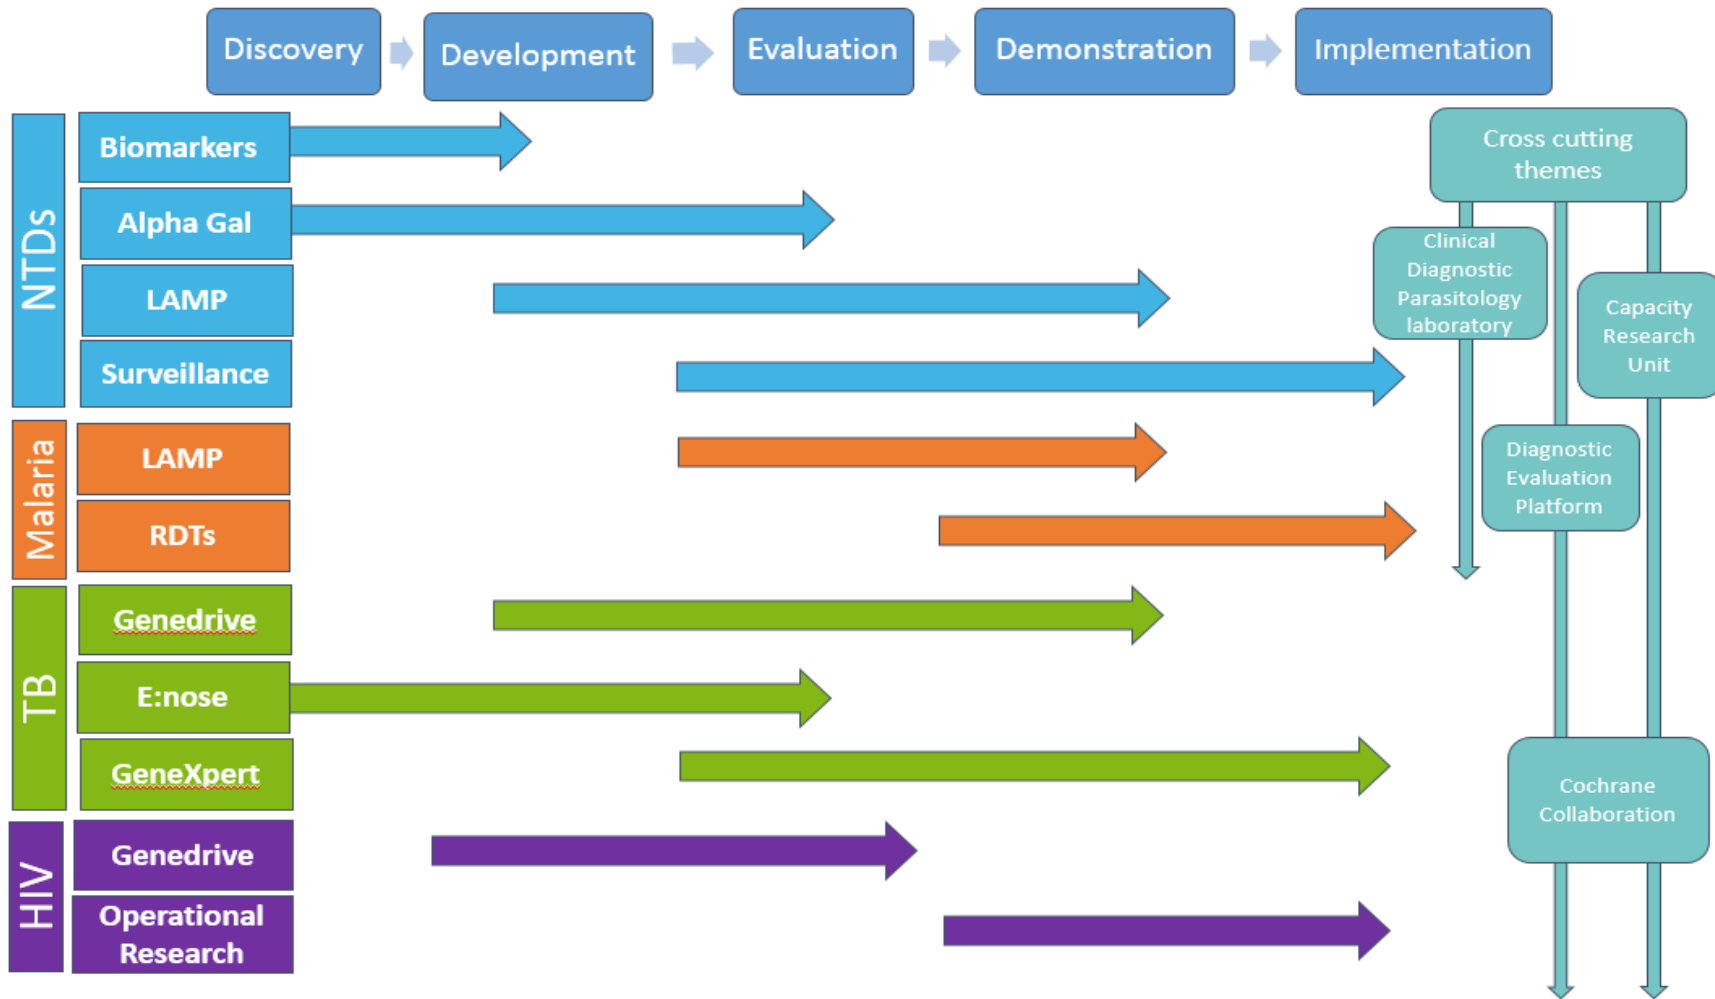 Discovery
Development
Evaluation
Demonstration
Implementation
NTDs
Biomarkers
Alpha Gal
LAMP
Surveillance
Malaria
LAMP
RDTs
TB
Genedrive
E:nose
GeneXpert
HIV
Genedrive
Operational
Research
Cross cutting
themes
Clinical
Diagnostic
Parasitology
laboratory
Capacity
Research
Unit
Diagnostic
Evaluation
Platform
Cochrane
Collaboration